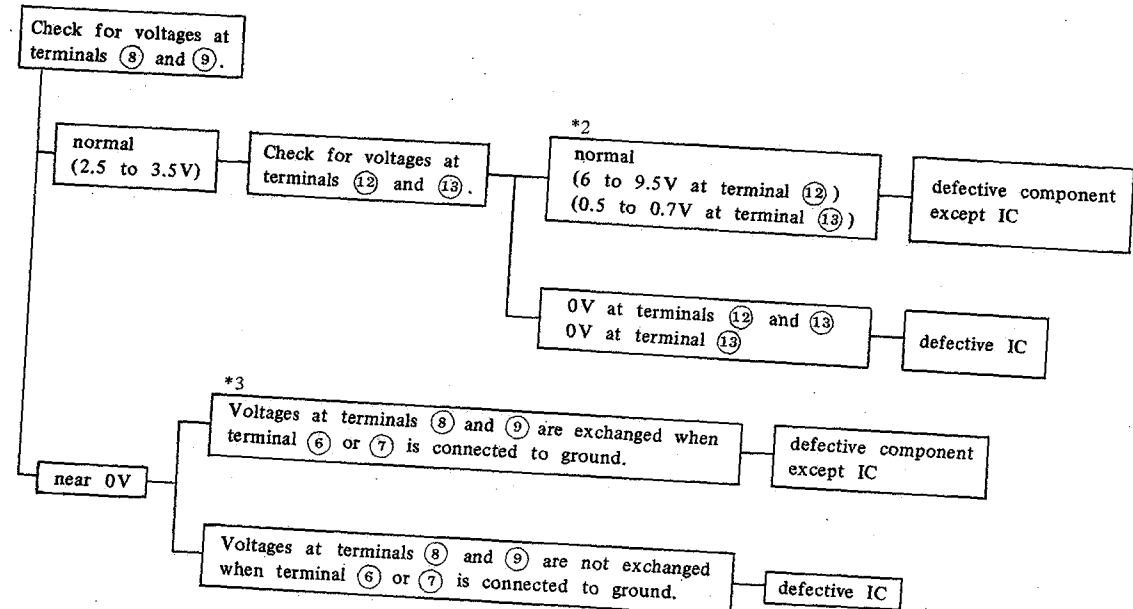 Check for voltages at
terminals ⑧ and ⑨.
normal
(2.5 to 3.5V)
Check for voltages at
terminals ⑫ and ⑬.
*2
normal
(6 to 9.5V at terminal ⑫)
(0.5 to 0.7V at terminal ⑬)
defective component
except IC
0V at terminals ⑫ and ⑬
0V at terminal ⑬
defective IC
near 0V
*3
Voltages at terminals ⑧ and ⑨ are exchanged when
terminal ⑥ or ⑦ is connected to ground.
defective component
except IC
Voltages at terminals ⑧ and ⑨ are not exchanged
when terminal ⑥ or ⑦ is connected to ground.
defective IC